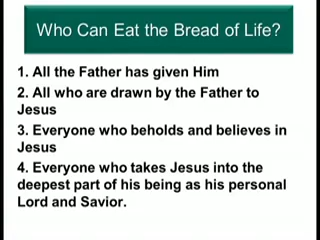 Who Can Eat the Bread of Life?
1. All the Father has given Him
2. All who are drawn by the Father to
Jesus
3. Everyone who beholds and believes in
Jesus
4. Everyone who takes Jesus into the
deepest part of his being as his personal
Lord and Savior.